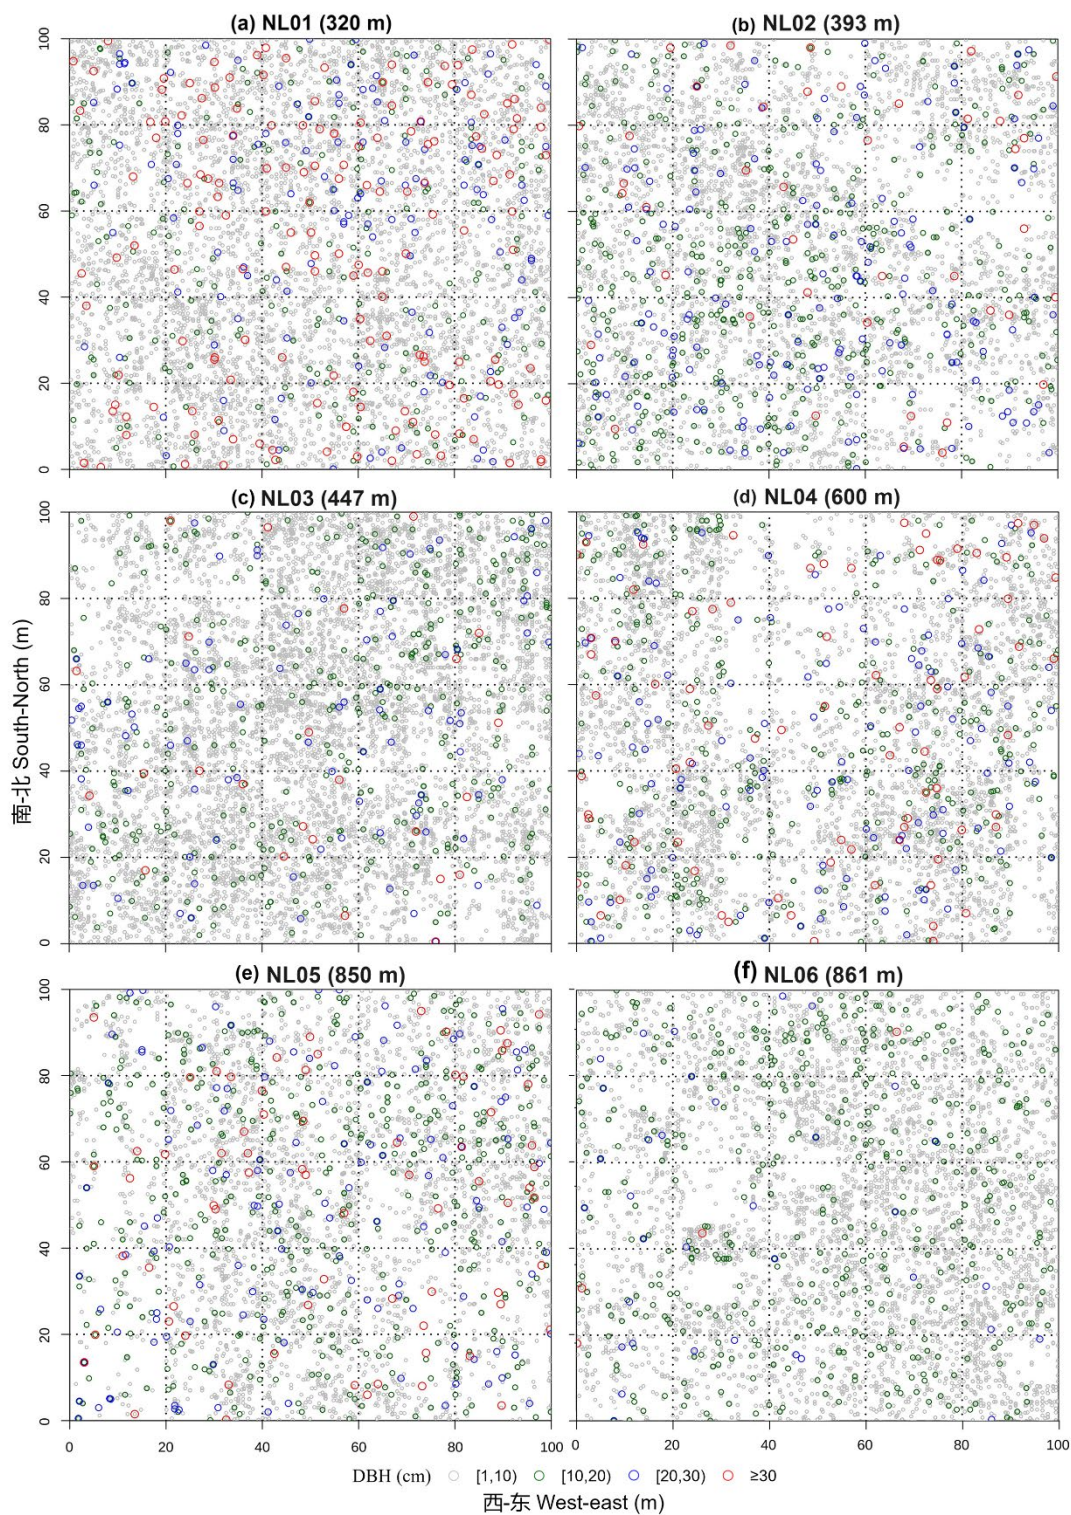 (a) NL01 (320 m)
(b) NL02 (393 m)
100
80
60
40
20
0
(c) NL03 (447 m)
(d) NL04 (600 m)
100
80
60
40
20
0
南-北 South-North (m)
(e) NL05 (850 m)
(f) NL06 (861 m)
100
80
60
40
20
0
0 20 40 60 80 100 0 20 40 60 80 100
DBH (cm) [1,10) [10,20) [20,30) ≥30
西-东 West-east (m)